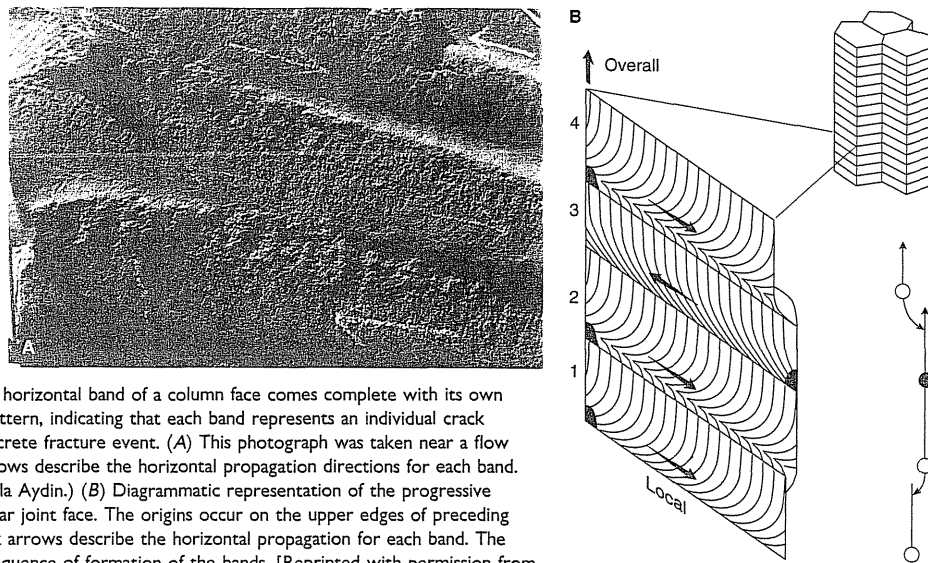 A
horizontal band of a column face comes complete with its own
ttern, indicating that each band represents an individual crack
crete fracture event. (A) This photograph was taken near a flow
ows describe the horizontal propagation directions for each band.
la Aydin.) (B) Diagrammatic representation of the progressive
ar joint face. The origins occur on the upper edges of preceding
arrows describe the horizontal propagation for each band. The
quence of formation of the bands. [Reprinted with permission from
B
Overall
4
3
2
1
Local